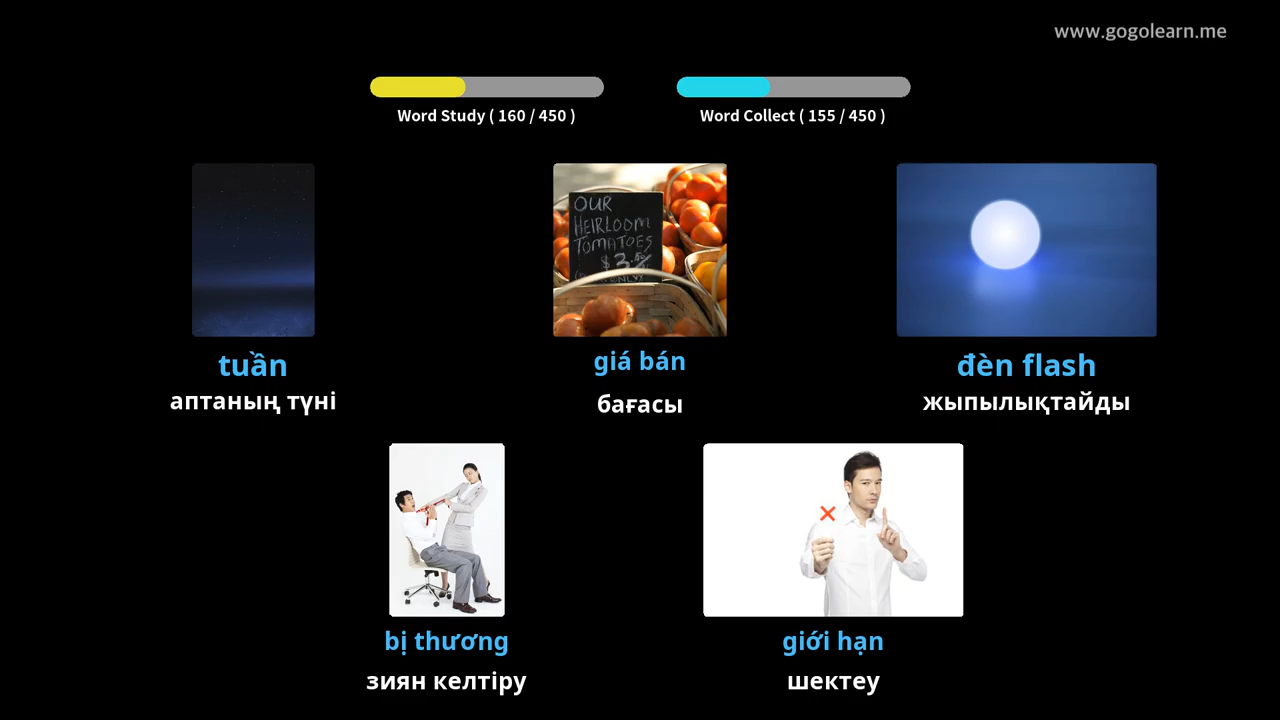 www.gogolearn.me
Word Study ( 160 / 450 )
Word Collect ( 155 / 450 )
OUR
HEIRLOOM
TOMATOES
tuần
аптаның түні
giá bán
бағасы
đèn flash
жыпылықтайды
bị thương
зиян келтіру
giới hạn
шектеу